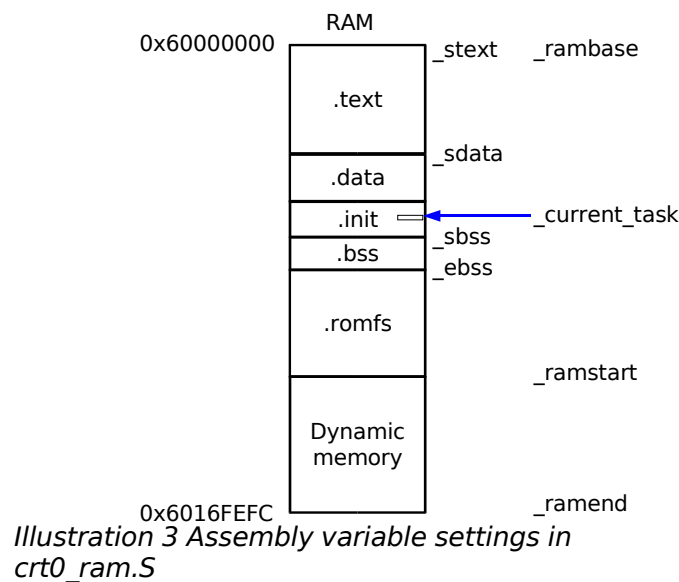 RAM
0x60000000
_stext _rambase
.text
_sdata
.data
.init
_current_task
_sbss
.bss
_ebss
.romfs
_ramstart
Dynamic
memory
_ramend
0x6016FEFC
Illustration 3 Assembly variable settings in
crt0_ram.S